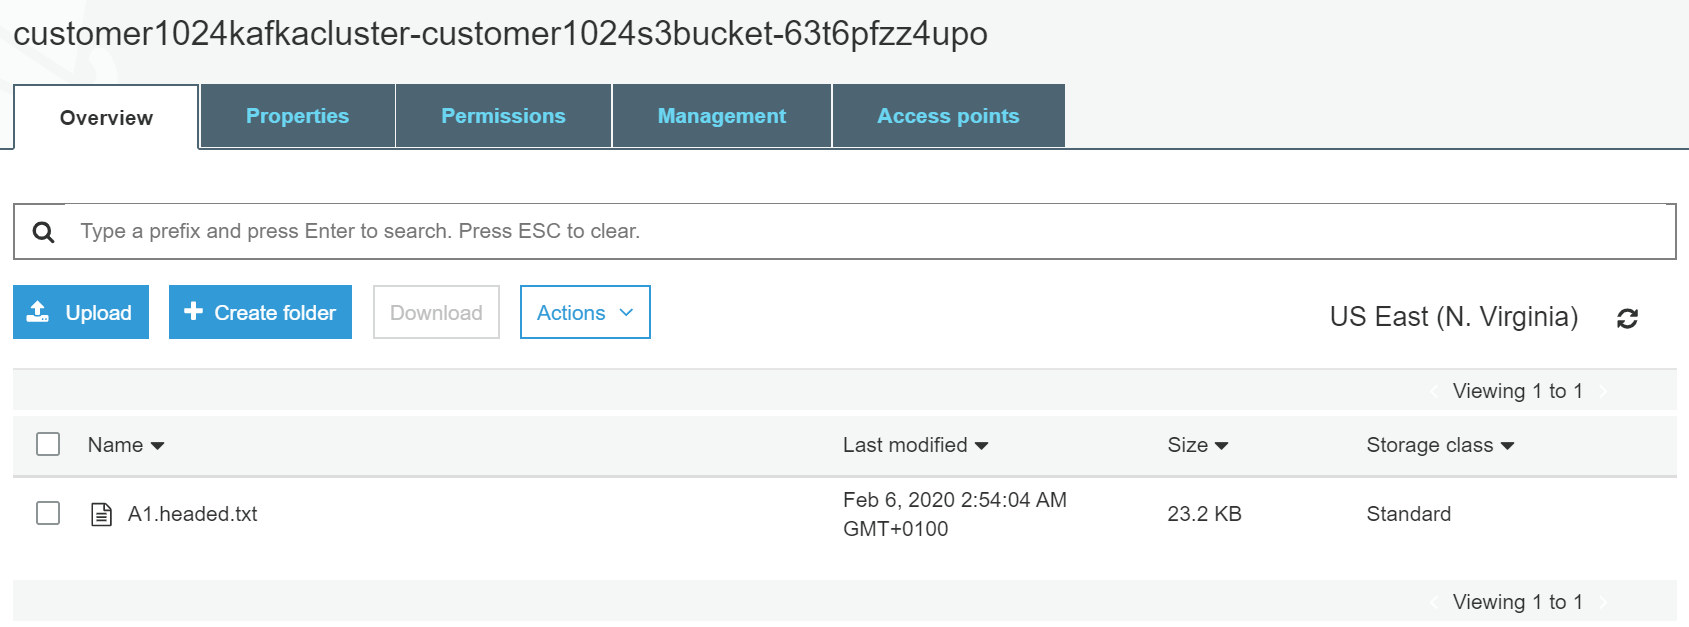 customer1024kafkacluster-customer1024s3bucket-63t6pfzz4upo
Overview Properties Permissions Management Access points
Type a prefix and press Enter to search. Press ESC to clear.
Upload Create folder Download Actions US East (N. Virginia)
Viewing 1 to 1
Name Last modified Size Storage class
A1.headed.txt Feb 6, 2020 2:54:04 AM 23.2 KB Standard
GMT+0100
Viewing 1 to 1